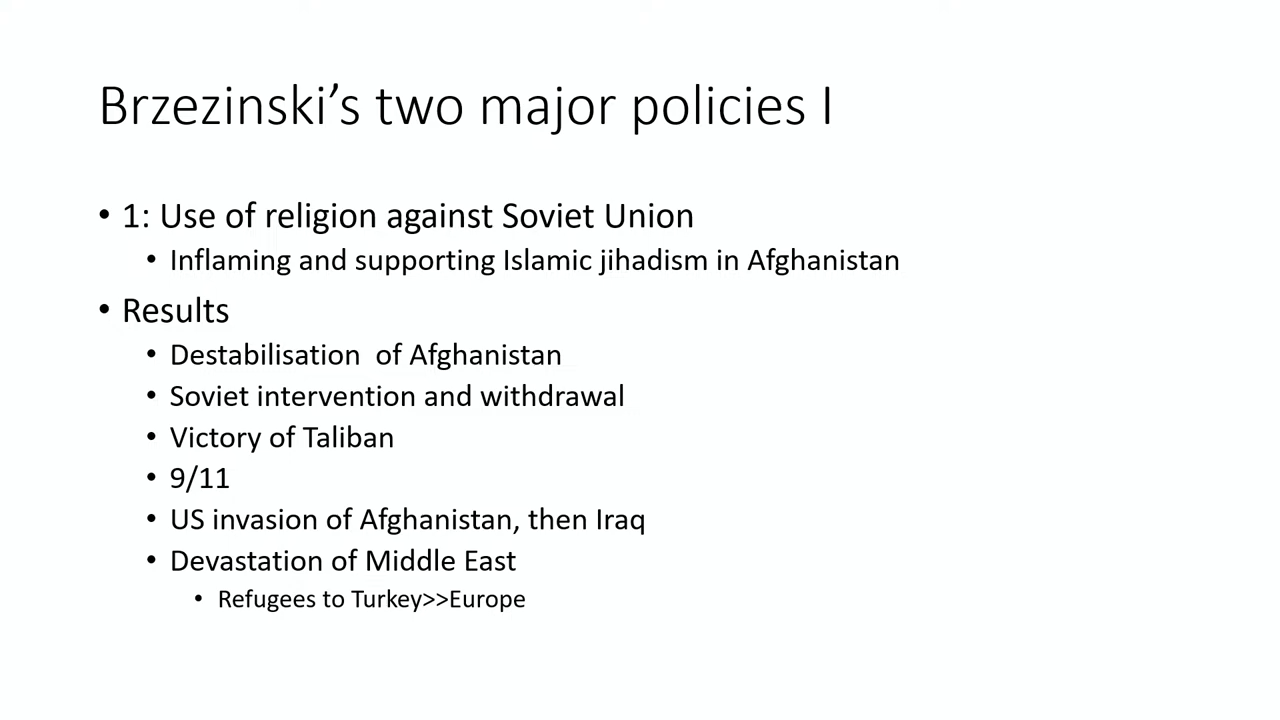 Brzezinski’s two major policies I
• 1: Use of religion against Soviet Union
• Inflaming and supporting Islamic jihadism in Afghanistan
• Results
• Destabilisation  of Afghanistan
• Soviet intervention and withdrawal
• Victory of Taliban
• 9/11
• US invasion of Afghanistan, then Iraq
• Devastation of Middle East
• Refugees to Turkey>>Europe